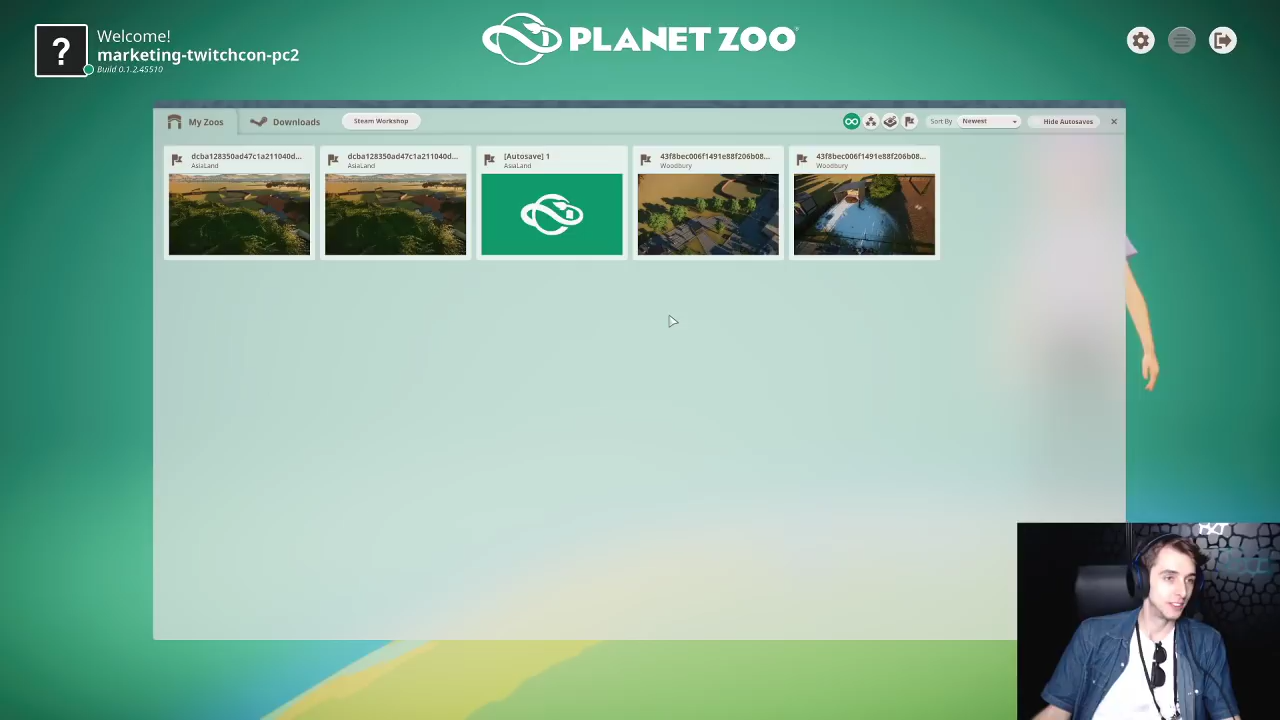 Welcome!
marketing-twitchcon-pc2
Build 0.1.2.45510
PLANET ZOO
My Zoos
Downloads
Steam Workshop
Sort By
Newest
Hide Autosaves
dcba128350ad47c1a211040d...
AsiaLand
dcba128350ad47c1a211040d...
AsiaLand
[Autosave] 1
AsiaLand
43f8bec006f1491e88f206b08...
Woodbury
43f8bec006f1491e88f206b08...
Woodbury